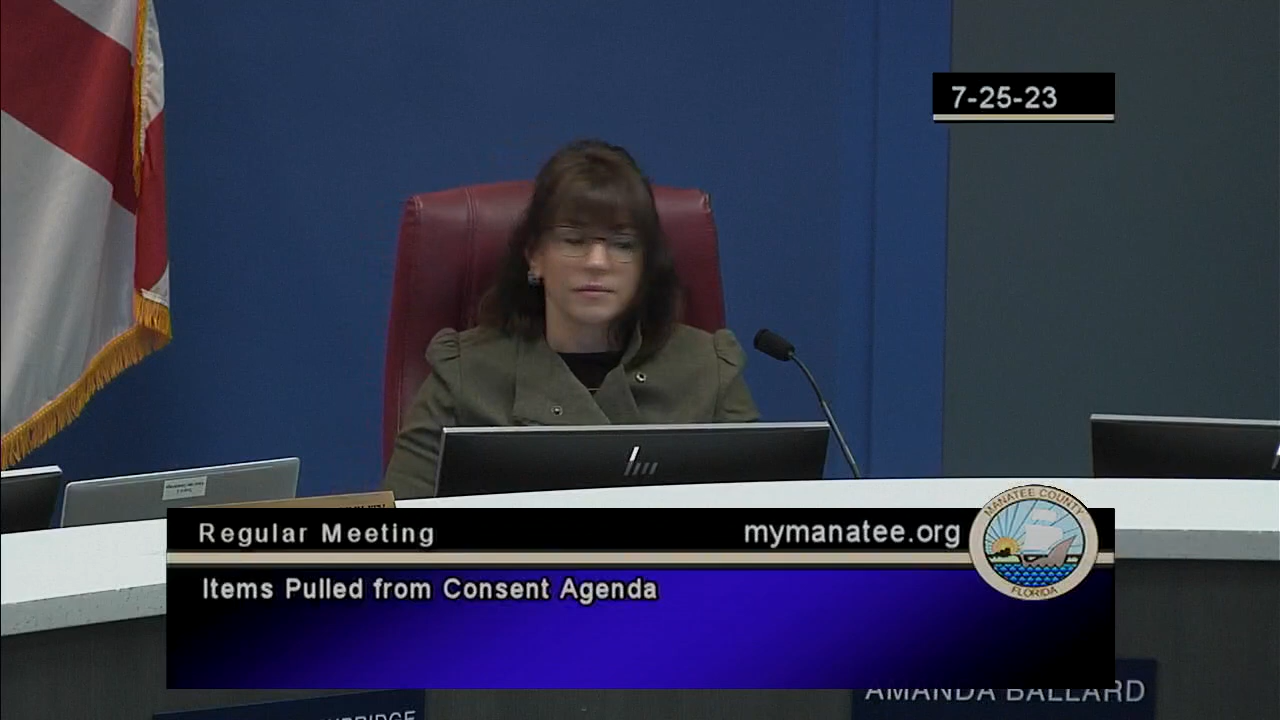 7-25-23
Regular Meeting
mymanatee.org
MANATEE COUNTY
FLORIDA
Items Pulled from Consent Agenda
AMANDA BALLARD